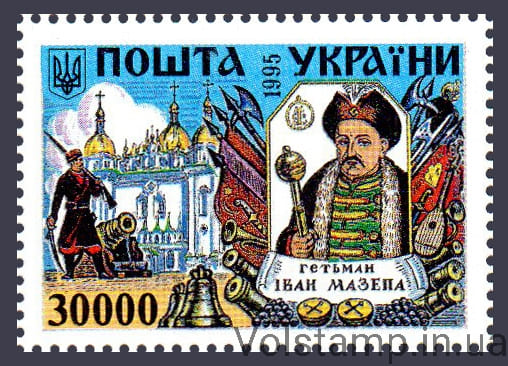 ПОШТА УКРАЇНИ
1995
ГЕТЬМАН
ІВАН МАЗЕПА
30000
Volstamp.in.ua